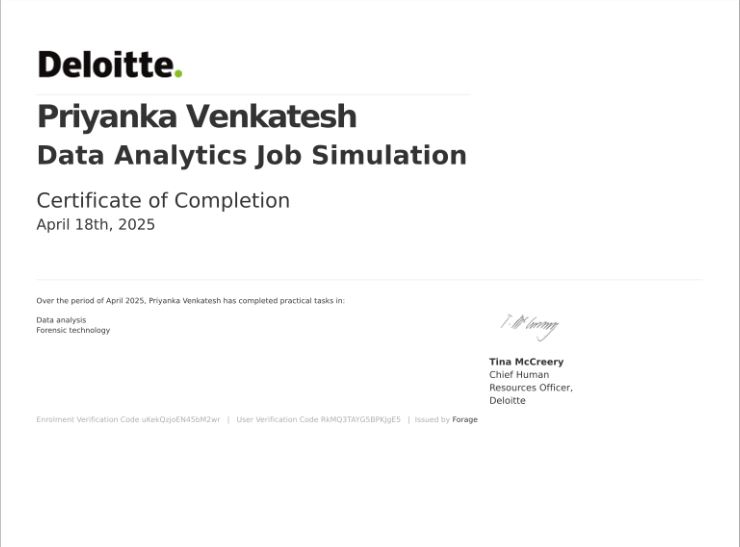 Deloitte.
Priyanka Venkatesh
Data Analytics Job Simulation
Certificate of Completion
April 18th, 2025
Over the period of April 2025, Priyanka Venkatesh has completed practical tasks in:
Data analysis
Forensic technology
Tina McCreery
Chief Human
Resources Officer,
Deloitte
Enrolment Verification Code uKekQzjoEN45bM2wr | User Verification Code RkMQ3TAYG5BPKJgE5 | Issued by Forage